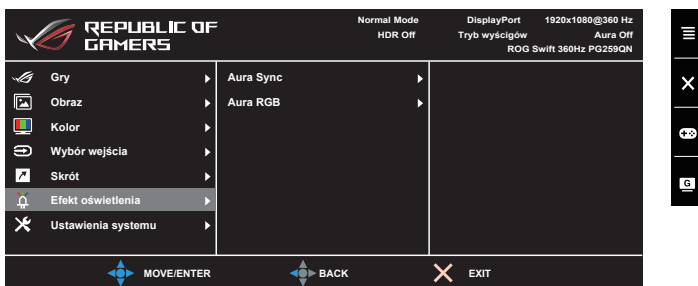 REPUBLIC OF
GAMERS
Normal Mode
HDR Off
DisplayPort 1920x1080@360 Hz
Tryb wyścigów Aura Off
ROG Swift 360Hz PG259QN
Gry
Obraz
Kolor
Wybór wejścia
Skrót
Efekt oświetlenia
Ustawienia systemu
Aura Sync
Aura RGB
MOVE/ENTER
BACK
EXIT
G